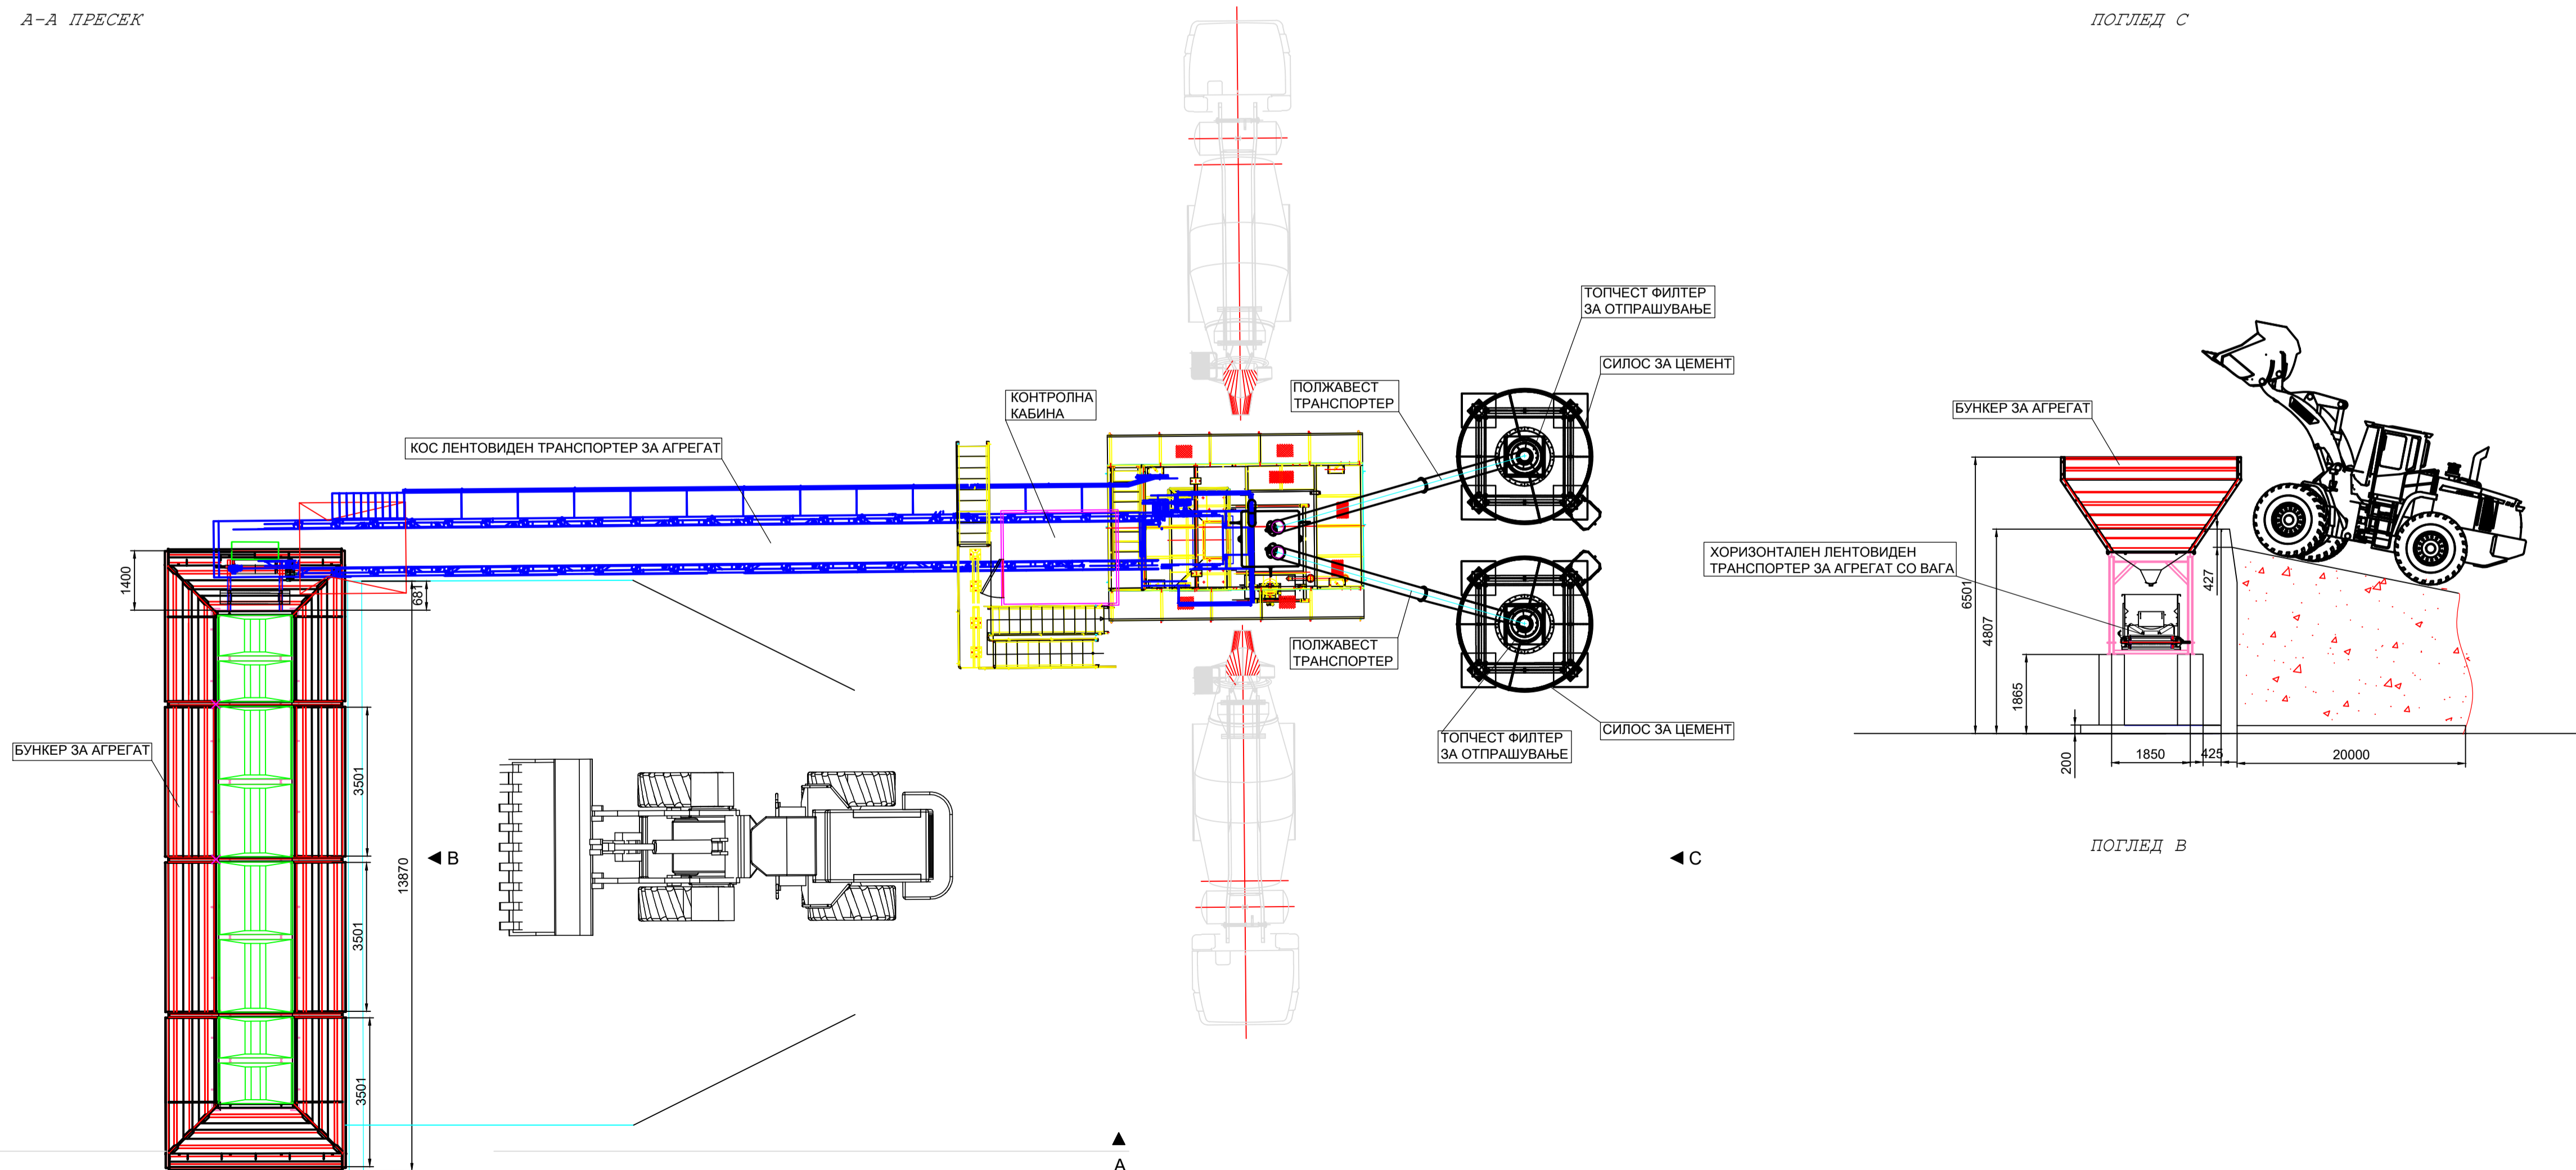 А-А ПРЕСЕК
ПОГЛЕД С
ТОПЧЕСТ ФИЛТЕР
ЗА ОТПРАШУВАЊЕ
СИЛОС ЗА ЦЕМЕНТ
ПОЛЖАВЕСТ
ТРАНСПОРТЕР
КОНТРОЛНА
КАБИНА
КОС ЛЕНТОВИДЕН ТРАНСПОРТЕР ЗА АГРЕГАТ
БУНКЕР ЗА АГРЕГАТ
ХОРИЗОНТАЛЕН ЛЕНТОВИДЕН
ТРАНСПОРТЕР ЗА АГРЕГАТ СО ВАГА
1400
681
6501
4807
427
1865
200
1850
425
20000
ПОЛЖАВЕСТ
ТРАНСПОРТЕР
ТОПЧЕСТ ФИЛТЕР
ЗА ОТПРАШУВАЊЕ
СИЛОС ЗА ЦЕМЕНТ
БУНКЕР ЗА АГРЕГАТ
3501
3501
3501
13870
B
C
ПОГЛЕД В
A